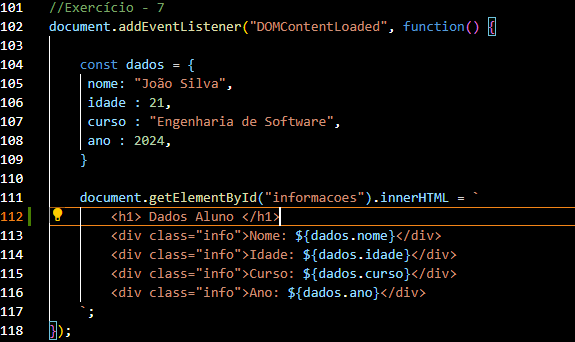 101 //Exercício - 7
102 document.addEventListener("DOMContentLoaded", function() {
103
104 const dados = {
105 nome: "João Silva",
106 idade : 21,
107 curso : "Engenharia de Software",
108 ano : 2024,
109 }
110
111 document.getElementById("informacoes").innerHTML = `
112 <h1> Dados Aluno </h1>
113 <div class="info">Nome: ${dados.nome}</div>
114 <div class="info">Idade: ${dados.idade}</div>
115 <div class="info">Curso: ${dados.curso}</div>
116 <div class="info">Ano: ${dados.ano}</div>
117 `;
118 });